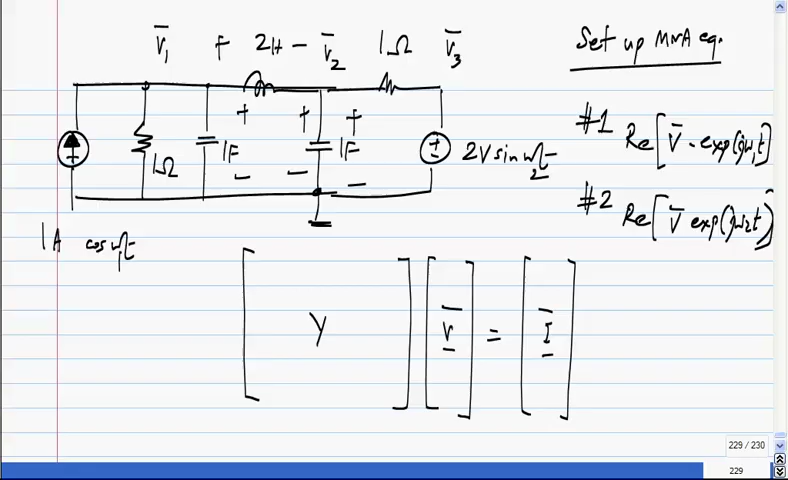 V̄₁ + 2H − V̄₂ 1Ω V̄₃
Set up MNA eq.
#1 Re[V̄ . exp(jω₁t)]
+ + +
1Ω 1F 1F 2V sin ω₂t
− − −
#2 Re[V̄ exp(jω₂t)]
1A cos ω₁t
[ Y ] [ V̄ ] = [ Ī ]
229 / 230
229